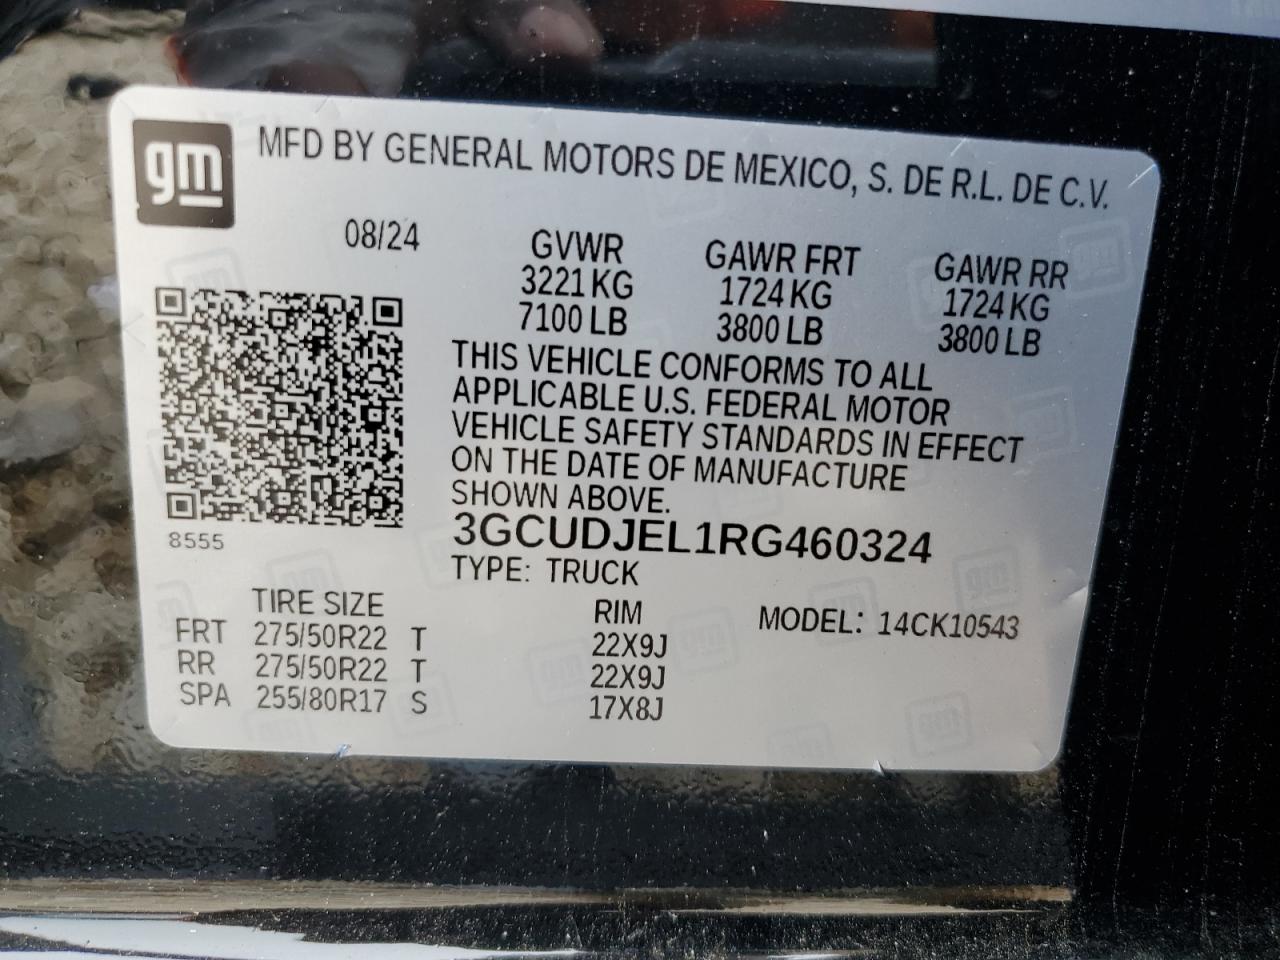 gm
MFD BY GENERAL MOTORS DE MEXICO, S. DE R.L. DE C.V.
08/24
GVWR GAWR FRT GAWR RR
3221 KG 1724 KG 1724 KG
7100 LB 3800 LB 3800 LB
THIS VEHICLE CONFORMS TO ALL
APPLICABLE U.S. FEDERAL MOTOR
VEHICLE SAFETY STANDARDS IN EFFECT
ON THE DATE OF MANUFACTURE
SHOWN ABOVE.
8555
3GCUDJEL1RG460324
TYPE: TRUCK
TIRE SIZE RIM MODEL: 14CK10543
FRT 275/50R22 T 22X9J
RR 275/50R22 T 22X9J
SPA 255/80R17 S 17X8J